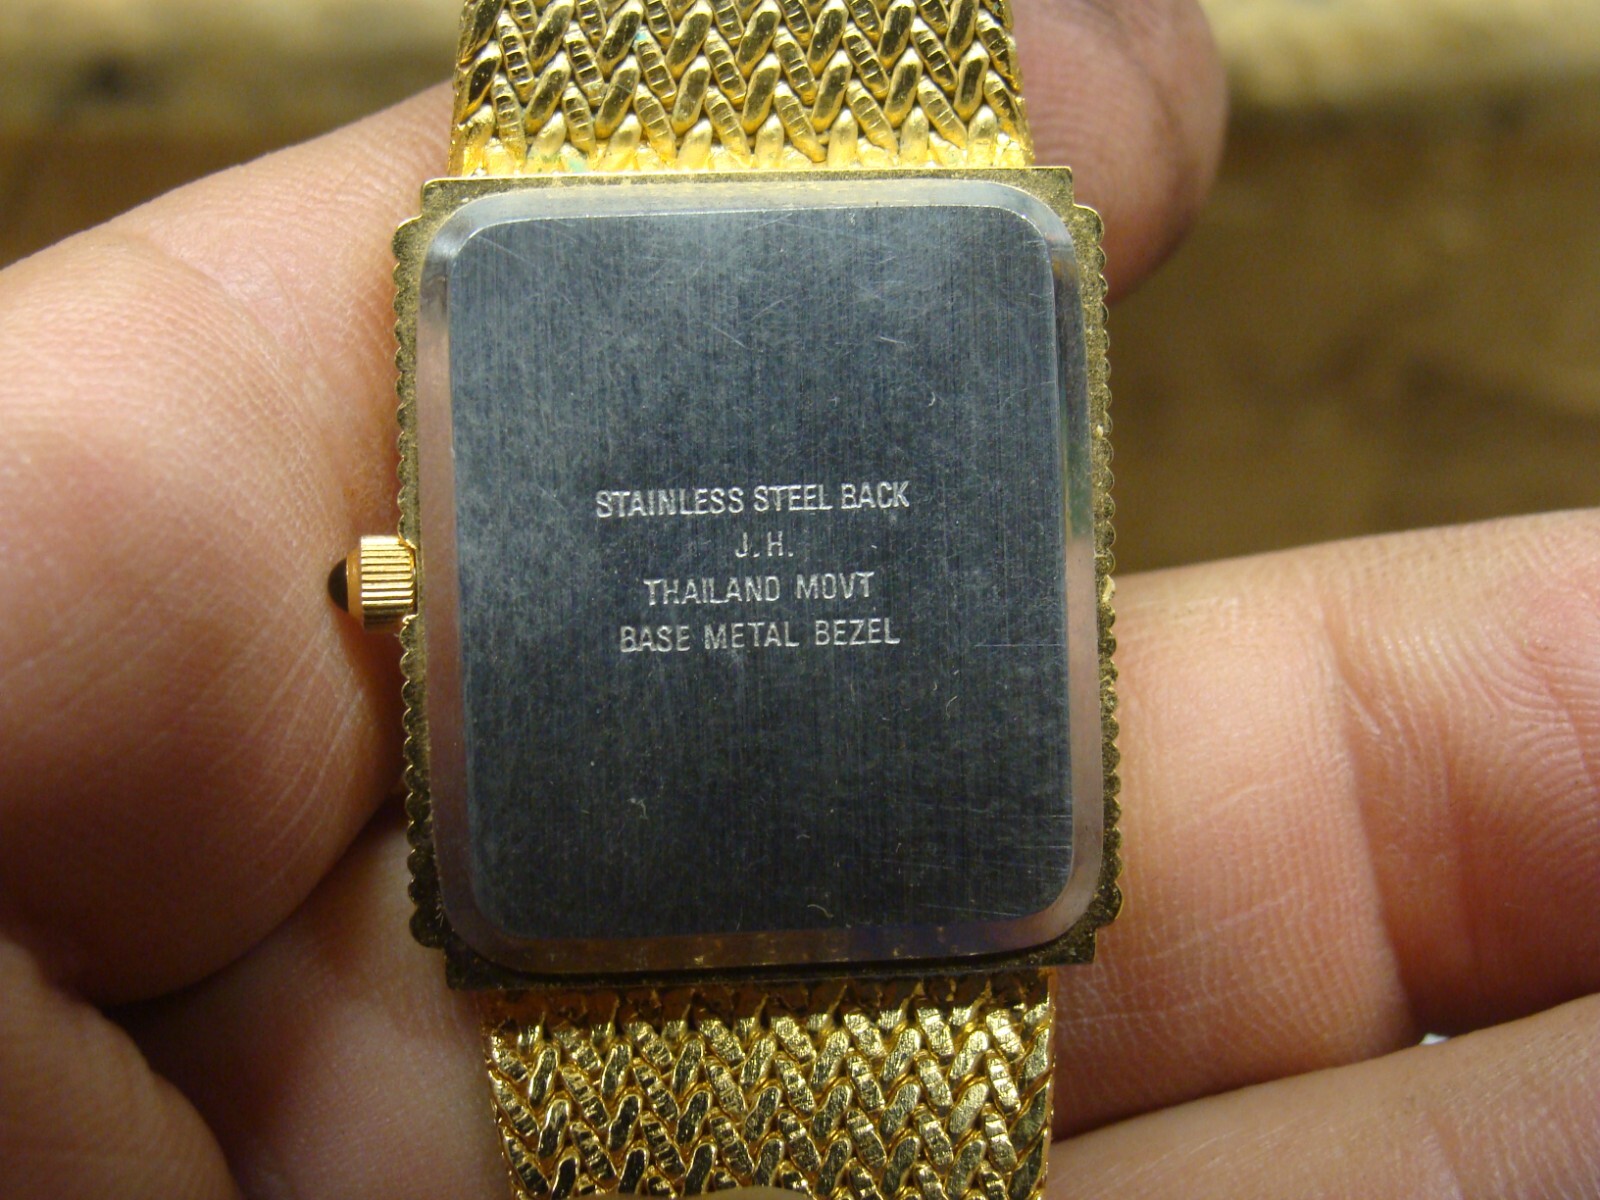 STAINLESS STEEL BACK
J. H.
THAILAND MOVT
BASE METAL BEZEL